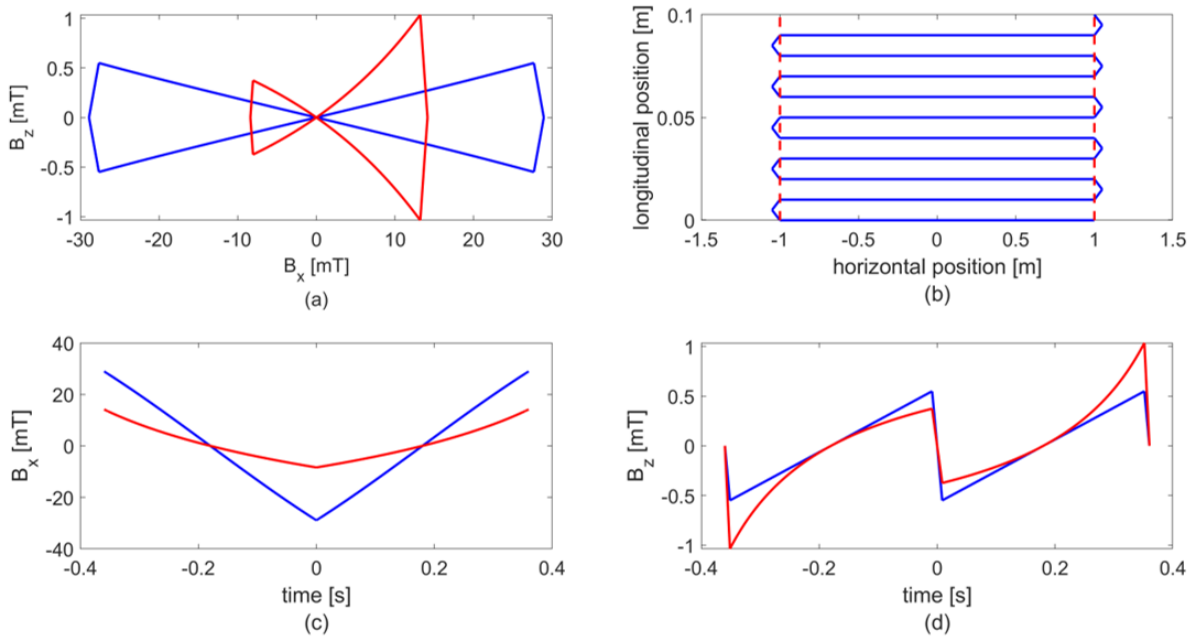 1
0.5
0
-0.5
-1
B_z [mT]
-30 -20 -10 0 10 20 30
B_x [mT]
(a)
0.1
0.05
0
longitudinal position [m]
-1.5 -1 -0.5 0 0.5 1 1.5
horizontal position [m]
(b)
40
20
0
-20
-40
B_x [mT]
-0.4 -0.2 0 0.2 0.4
time [s]
(c)
1
0.5
0
-0.5
-1
B_z [mT]
-0.4 -0.2 0 0.2 0.4
time [s]
(d)